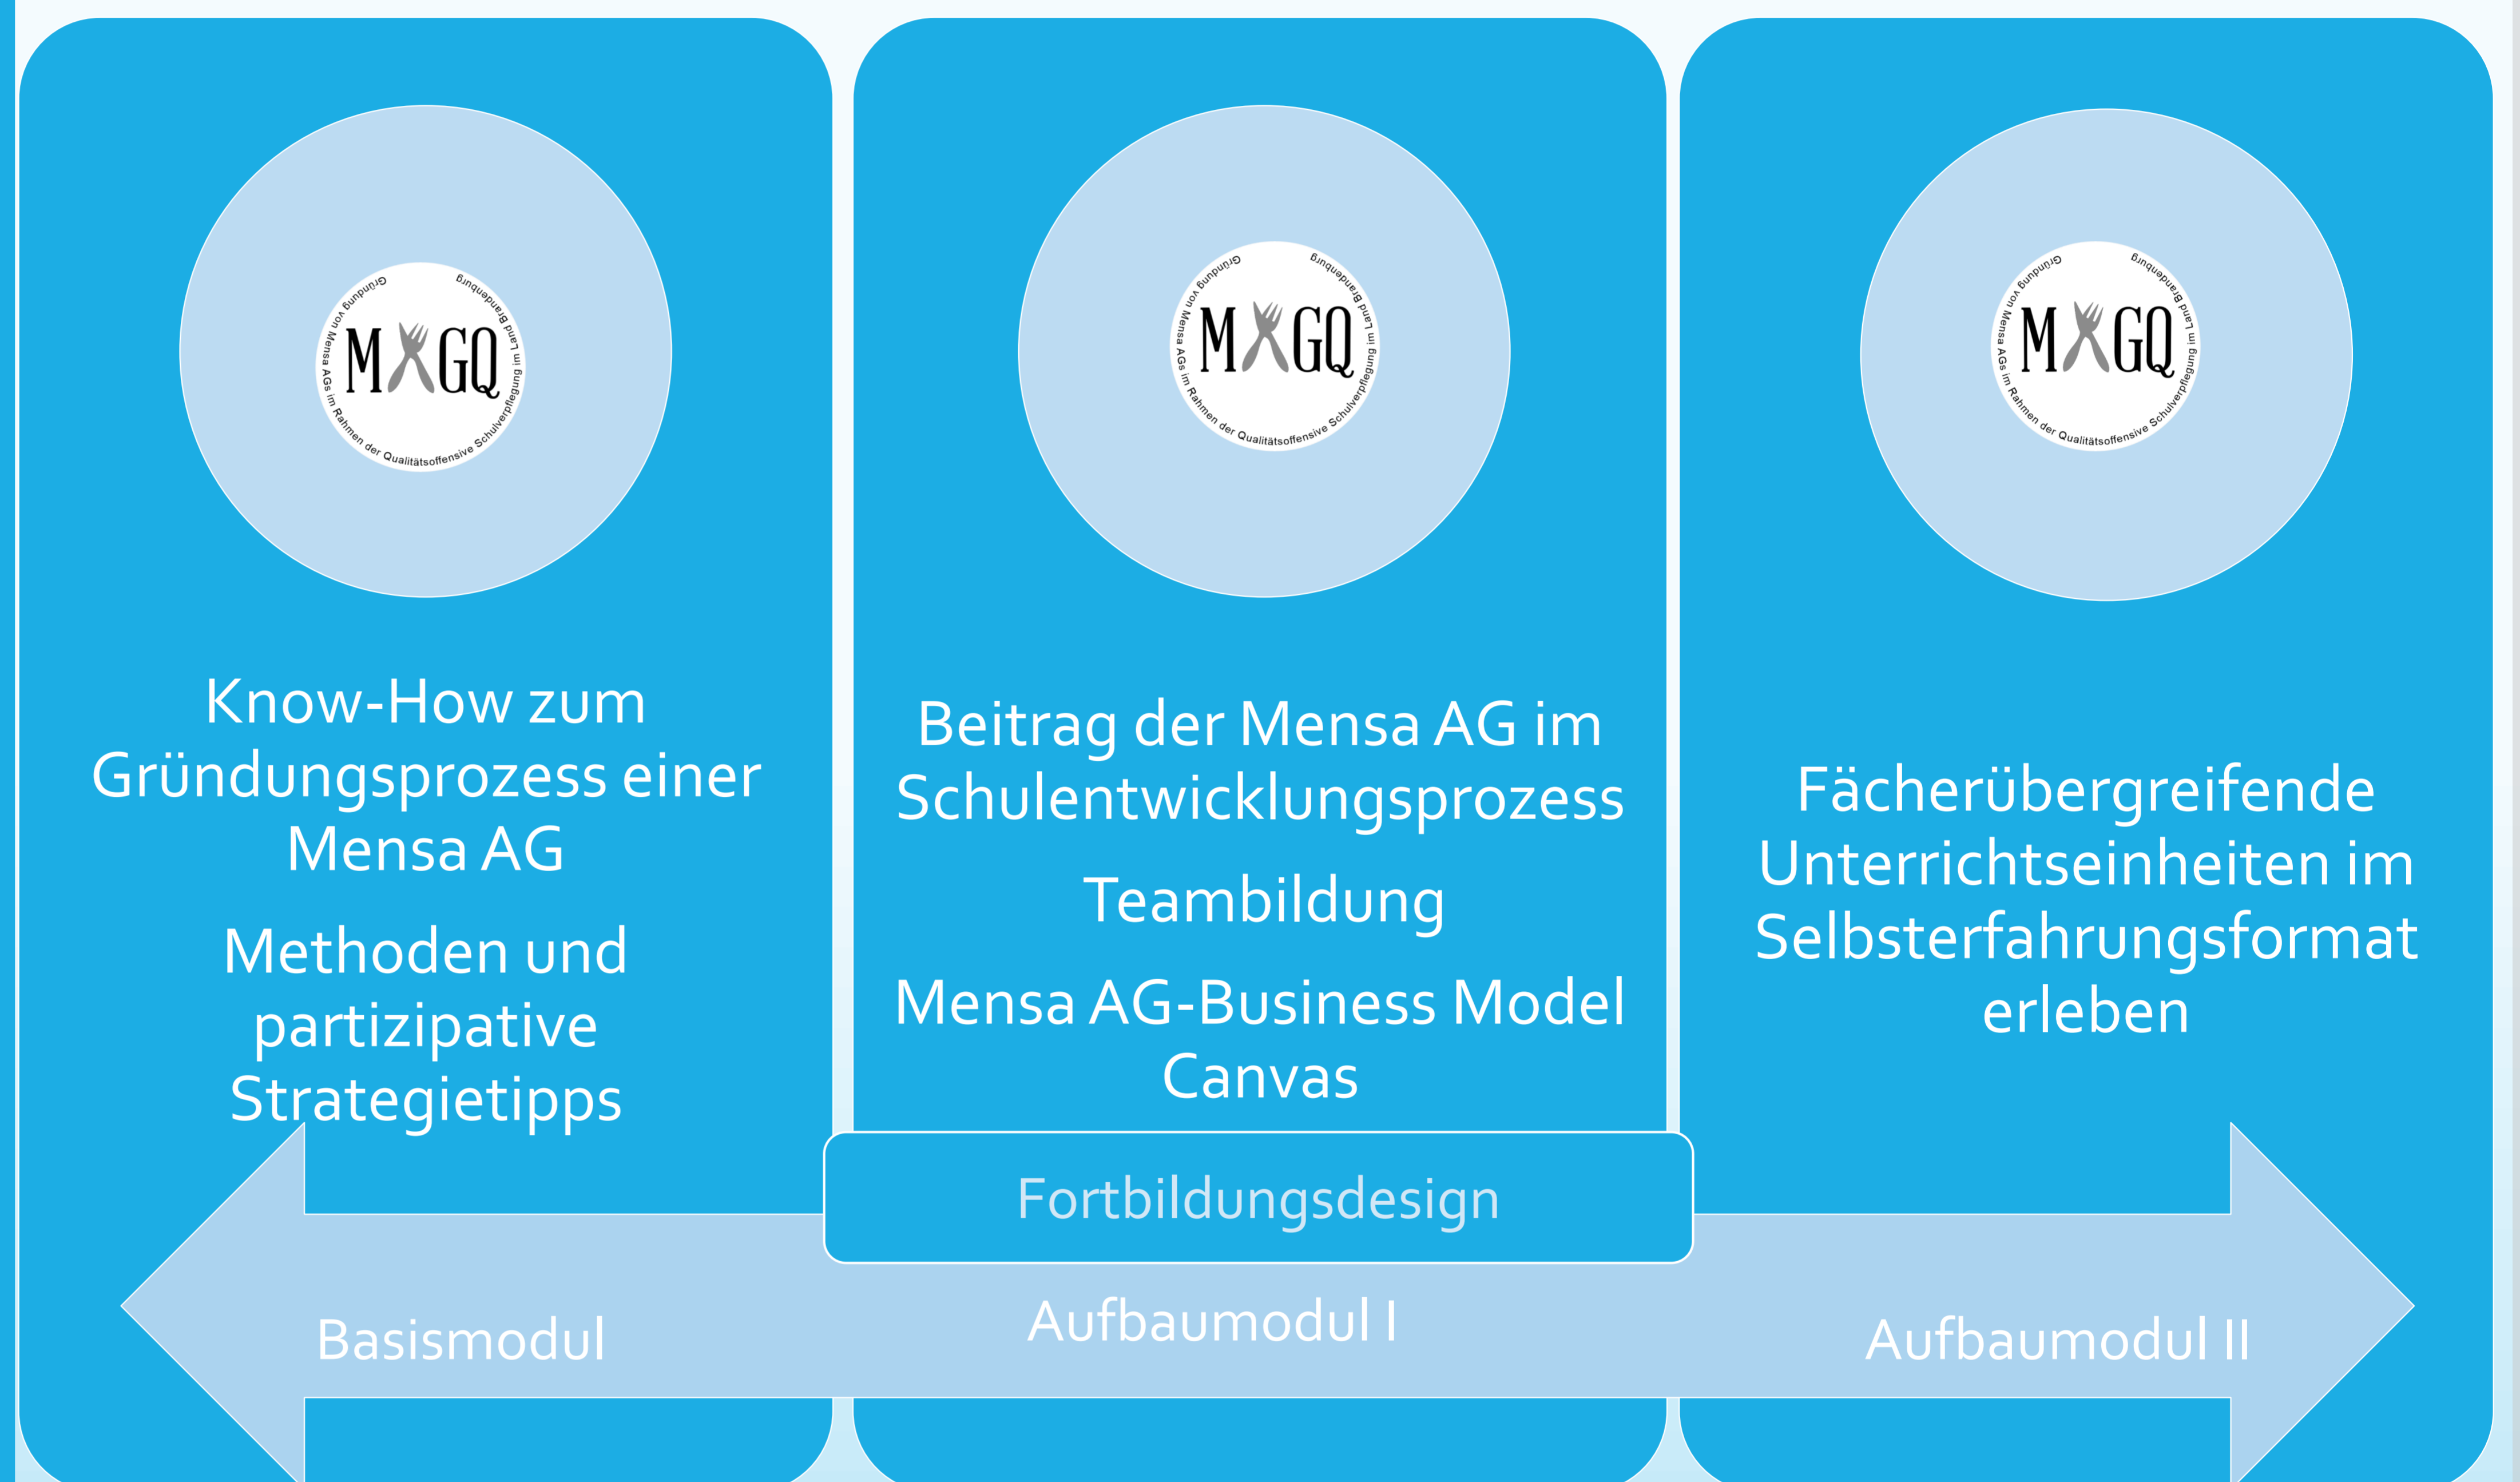 Gründung von Mensa AGs im Rahmen der Qualitätsoffensive Schulverpflegung im Land Brandenburg
M GQ
Know-How zum
Gründungsprozess einer
Mensa AG
Methoden und
partizipative
Strategietipps
Gründung von Mensa AGs im Rahmen der Qualitätsoffensive Schulverpflegung im Land Brandenburg
M GQ
Beitrag der Mensa AG im
Schulentwicklungsprozess
Teambildung
Mensa AG-Business Model
Canvas
Gründung von Mensa AGs im Rahmen der Qualitätsoffensive Schulverpflegung im Land Brandenburg
M GQ
Fächerübergreifende
Unterrichtseinheiten im
Selbsterfahrungsformat
erleben
Fortbildungsdesign
Basismodul
Aufbaumodul I
Aufbaumodul II